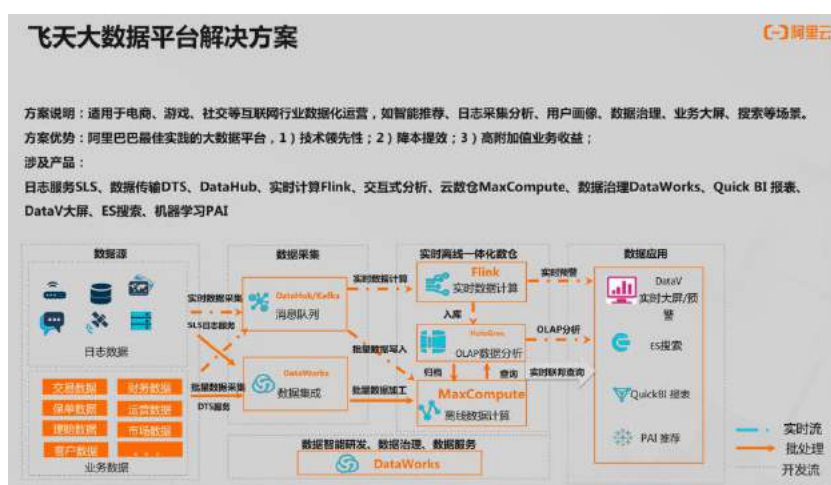 飞天大数据平台解决方案
阿里云
方案说明：适用于电商、游戏、社交等互联网行业数据化运营，如智能推荐、日志采集分析、用户画像、数据治理、业务大屏、搜索等场景。
方案优势：阿里巴巴最佳实践的大数据平台，1）技术领先性；2）降本提效；3）高附加值业务收益；
涉及产品：
日志服务SLS、数据传输DTS、DataHub、实时计算Flink、交互式分析、云数仓MaxCompute、数据治理DataWorks、Quick BI 报表、
DataV大屏、ES搜索、机器学习PAI
数据源
日志数据
交易数据
财务数据
保单数据
运营数据
理赔数据
市场数据
客户数据
. . .
业务数据
实时数据采集
SLS日志服务
批量数据采集
DTS服务
数据采集
DataHub/Kafka
消息队列
DataWorks
数据集成
实时数据计算
批量数据写入
批量数据加工
实时离线一体化数仓
Flink
实时数据计算
入库
OLAP数据分析
归档
查询
MaxCompute
离线数据计算
数据智能研发、数据治理、数据服务
DataWorks
实时预警
OLAP分析
实时联邦查询
数据应用
DataV
实时大屏/预
警
ES搜索
QuickBI 报表
PAI 推荐
实时流
批处理
开发流